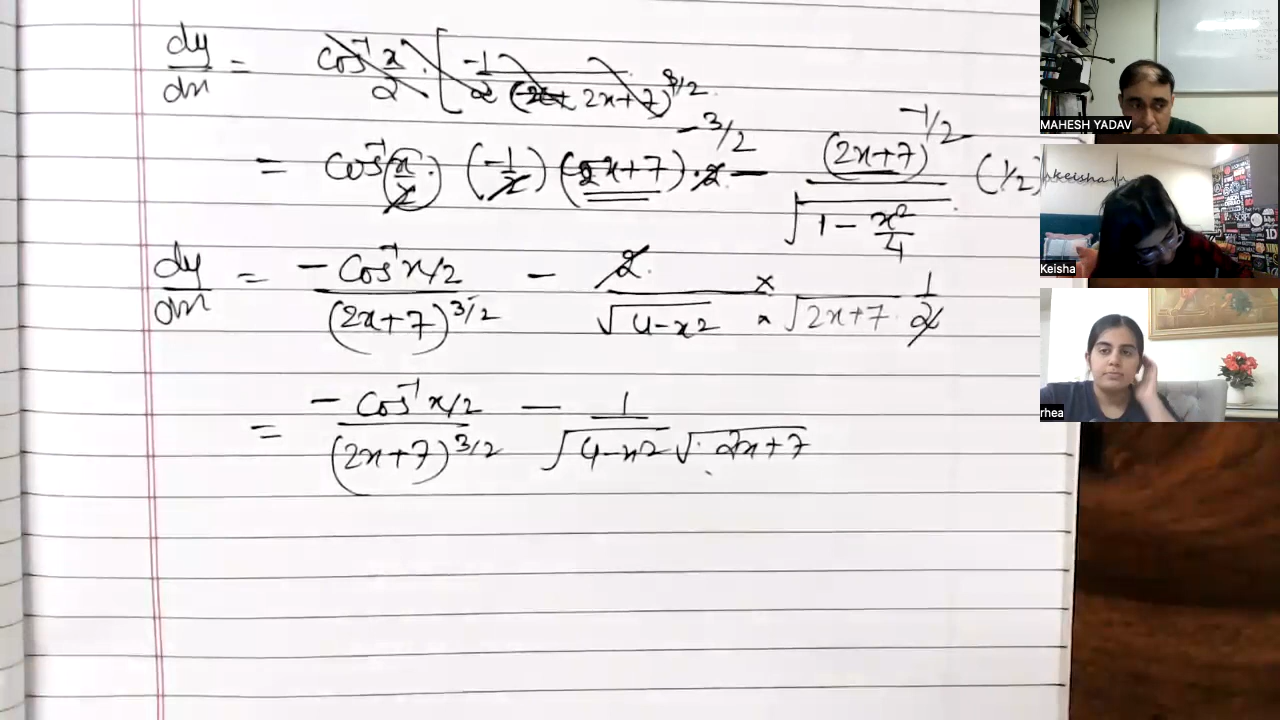 dy/dx = cos⁻¹ x/2 . [ -1/2 (2x+7)^3/2
= cos⁻¹(x/2.) (-1/2) (2x+7)^-3/2 . 2 - (2x+7)^-1/2 / √(1 - x²/4) . (1/2)
dy/dx = - cos⁻¹ x/2 / (2x+7)^3/2 - 2. / √(4-x²) × √(2x+7) 1/2
= - cos⁻¹ x/2 / (2x+7)^3/2 - 1 / √(4-x²) √(2x+7)
MAHESH YADAV
keisha
Keisha
rhea